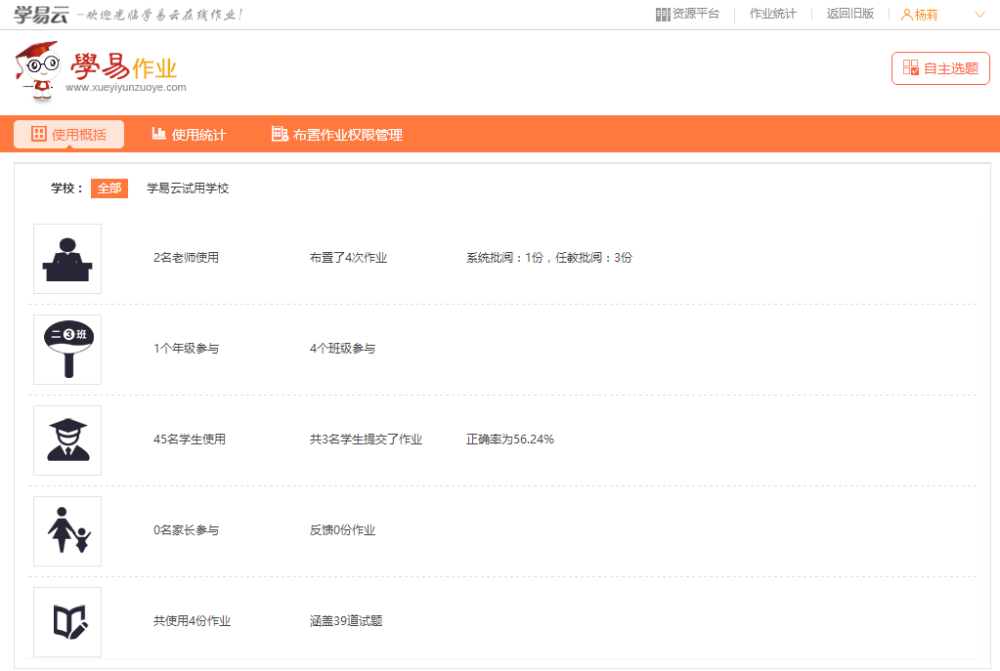 学易云 -欢迎光临学易云在线作业!
资源平台 作业统计 返回旧版 杨莉
學易作业
www.xueyiyunzuoye.com
自主选题
使用概括 使用统计 布置作业权限管理
学校： 全部 学易云试用学校
2名老师使用 布置了4次作业 系统批阅：1份，任教批阅：3份
二3班
1个年级参与 4个班级参与
45名学生使用 共3名学生提交了作业 正确率为56.24%
0名家长参与 反馈0份作业
共使用4份作业 涵盖39道试题